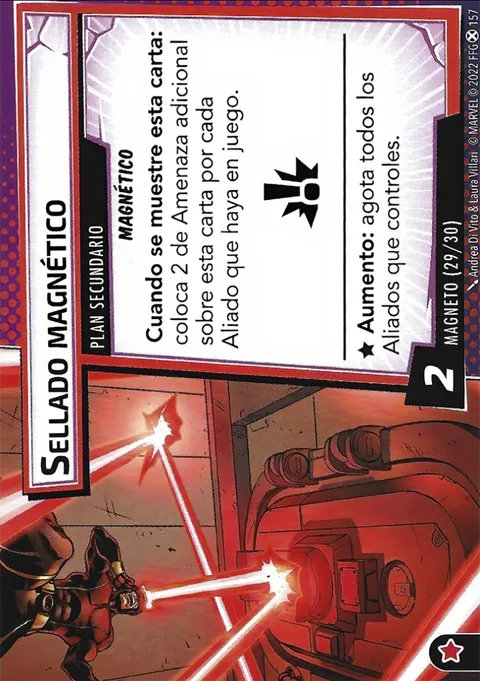 SELLADO MAGNÉTICO
PLAN SECUNDARIO
MAGNÉTICO
Cuando se muestre esta carta:
coloca 2 de Amenaza adicional
sobre esta carta por cada
Aliado que haya en juego.
★ Aumento: agota todos los
Aliados que controles.
2
MAGNETO (29/30)
Andrea Di Vito & Laura Villari © MARVEL © 2022 FFG 157